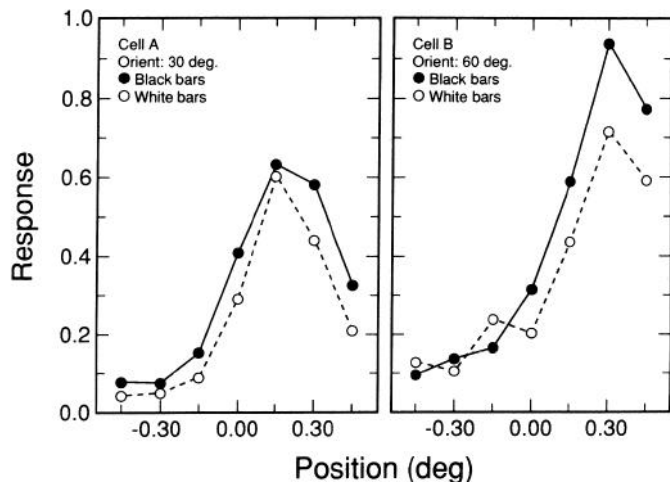 Cell A
Orient: 30 deg.
Black bars
White bars
Cell B
Orient: 60 deg.
Black bars
White bars
1.0
0.8
0.6
0.4
0.2
0.0
Response
-0.30 0.00 0.30
-0.30 0.00 0.30
Position (deg)